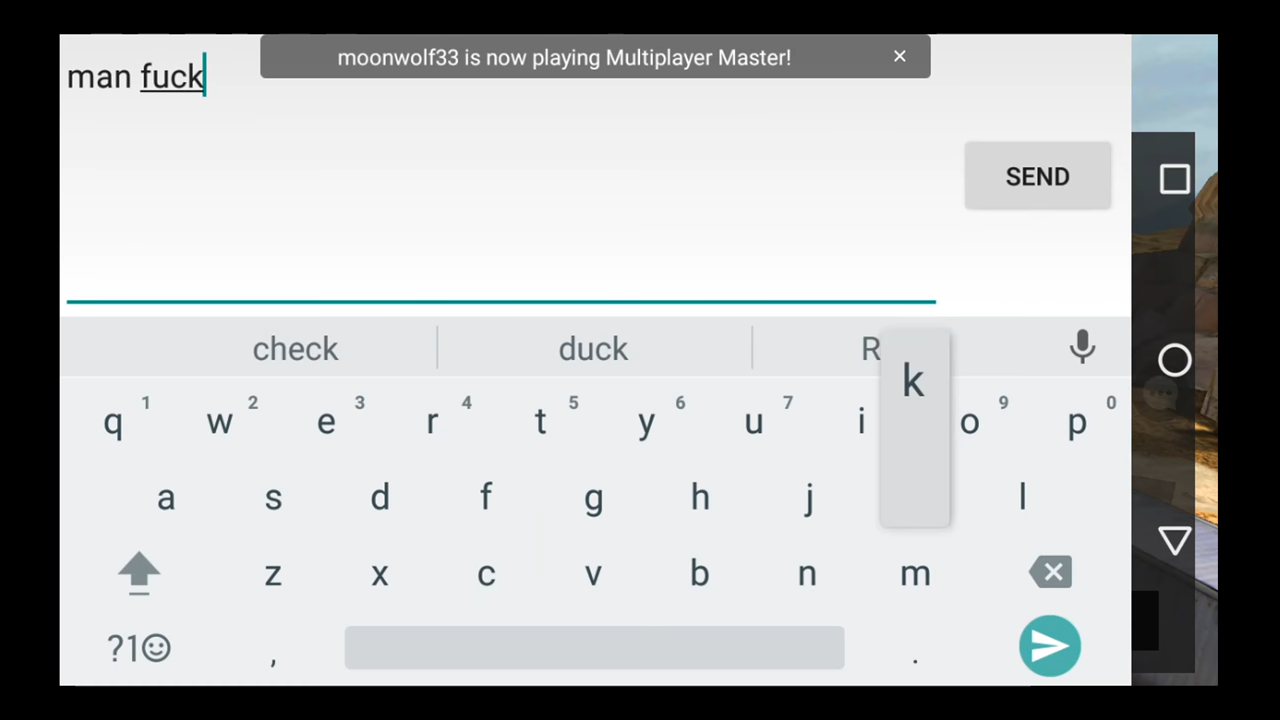 moonwolf33 is now playing Multiplayer Master! ×
man fuck
SEND
check duck R
k
1 2 3 4 5 6 7 9 0
q w e r t y u i o p
a s d f g h j l
z x c v b n m
?1☺ , .